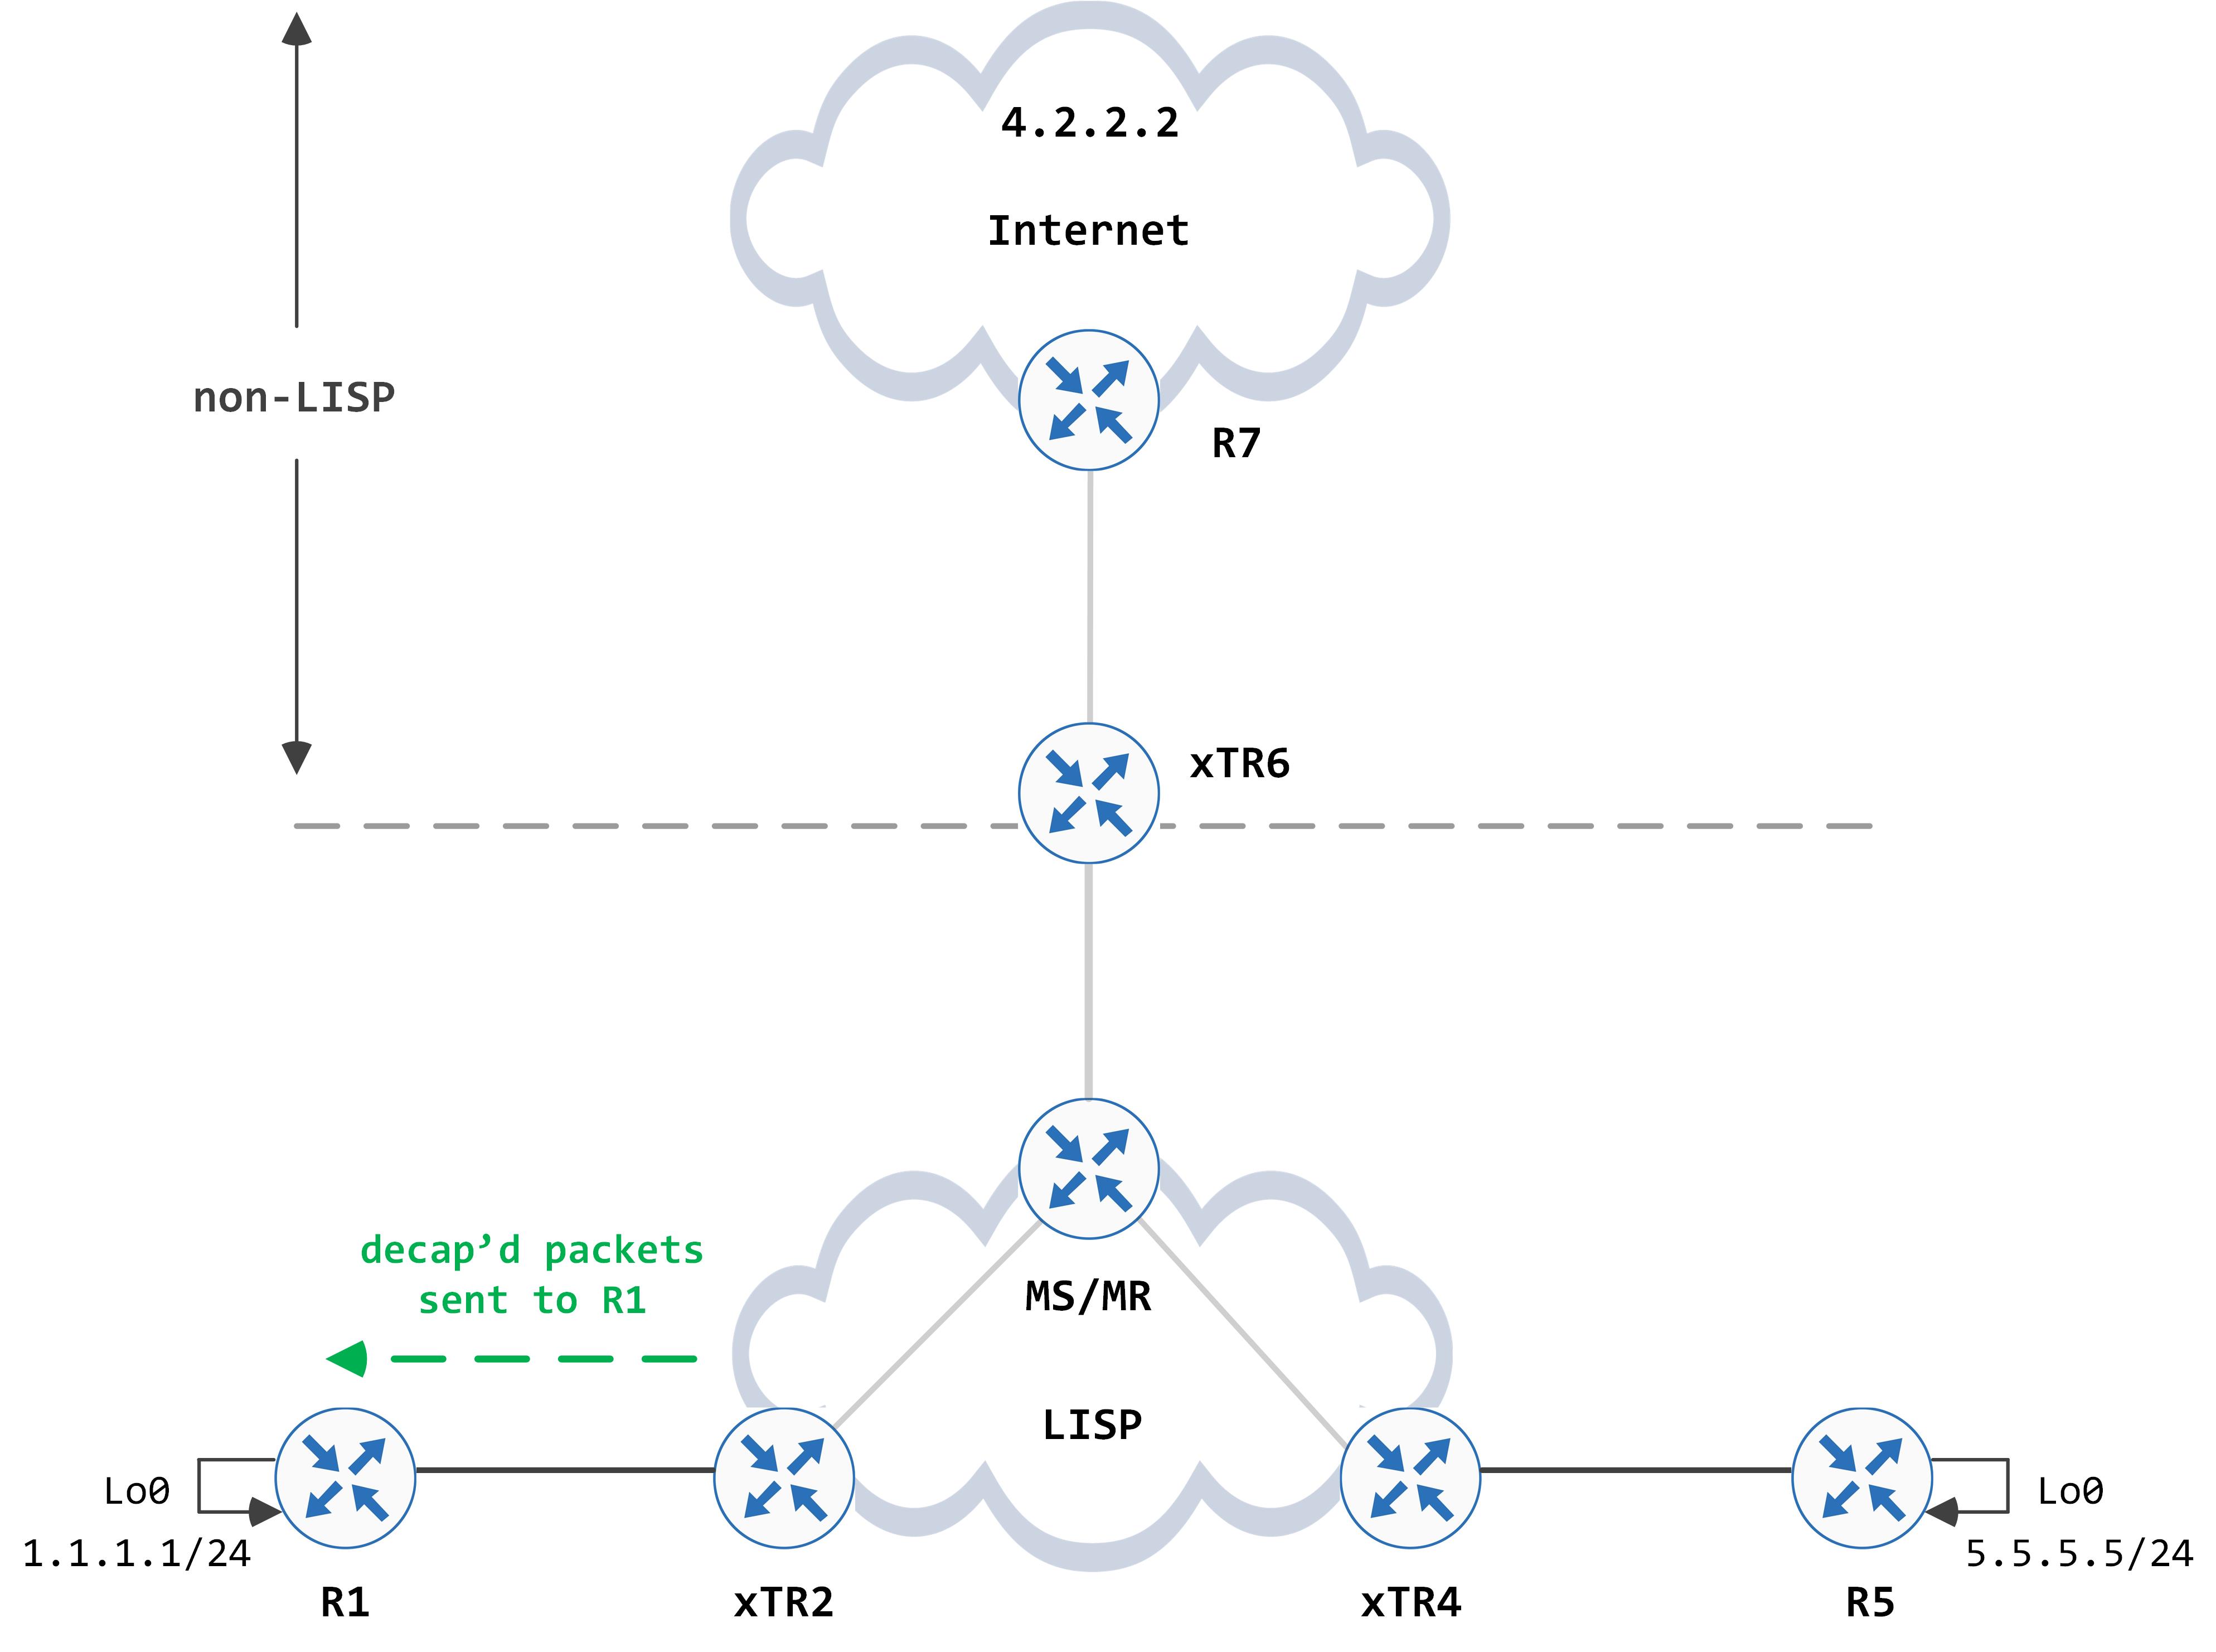 4.2.2.2
Internet
non-LISP
R7
xTR6
decap’d packets
sent to R1
MS/MR
LISP
Lo0
1.1.1.1/24
Lo0
5.5.5.5/24
R1
xTR2
xTR4
R5